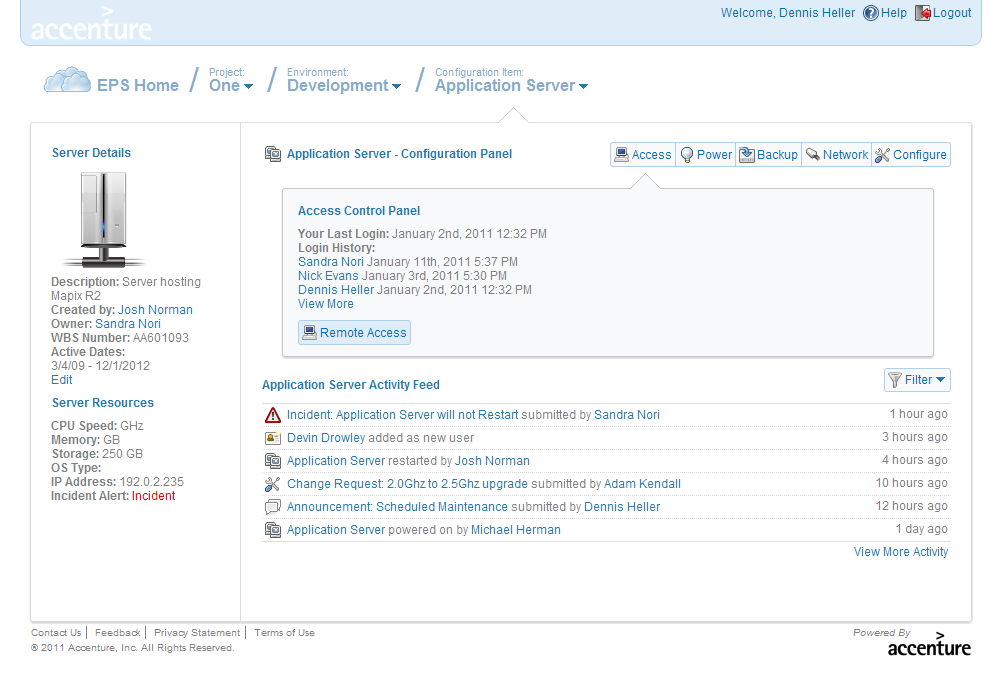 accenture
Welcome, Dennis Heller Help Logout
EPS Home / Project: One / Environment: Development / Configuration Item: Application Server
Server Details
Description: Server hosting
Mapix R2
Created by: Josh Norman
Owner: Sandra Nori
WBS Number: AA601093
Active Dates:
3/4/09 - 12/1/2012
Edit
Server Resources
CPU Speed: GHz
Memory: GB
Storage: 250 GB
OS Type:
IP Address: 192.0.2.235
Incident Alert: Incident
Application Server - Configuration Panel
Access Power Backup Network Configure
Access Control Panel
Your Last Login: January 2nd, 2011 12:32 PM
Login History:
Sandra Nori January 11th, 2011 5:37 PM
Nick Evans January 3rd, 2011 5:30 PM
Dennis Heller January 2nd, 2011 12:32 PM
View More
Remote Access
Application Server Activity Feed
Filter
Incident: Application Server will not Restart submitted by Sandra Nori 1 hour ago
Devin Drowley added as new user 3 hours ago
Application Server restarted by Josh Norman 4 hours ago
Change Request: 2.0Ghz to 2.5Ghz upgrade submitted by Adam Kendall 10 hours ago
Announcement: Scheduled Maintenance submitted by Dennis Heller 12 hours ago
Application Server powered on by Michael Herman 1 day ago
View More Activity
Contact Us | Feedback | Privacy Statement | Terms of Use
© 2011 Accenture, Inc. All Rights Reserved.
Powered By
accenture